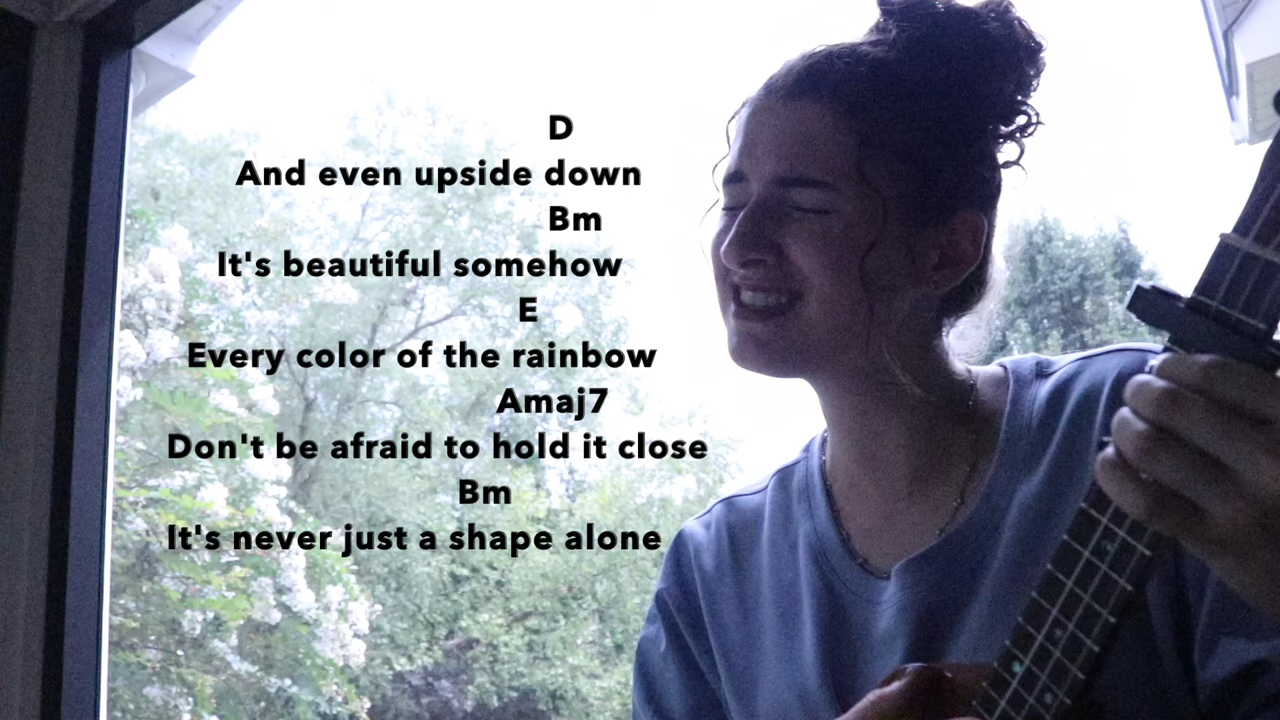 D
And even upside down
Bm
It's beautiful somehow
E
Every color of the rainbow
Amaj7
Don't be afraid to hold it close
Bm
It's never just a shape alone